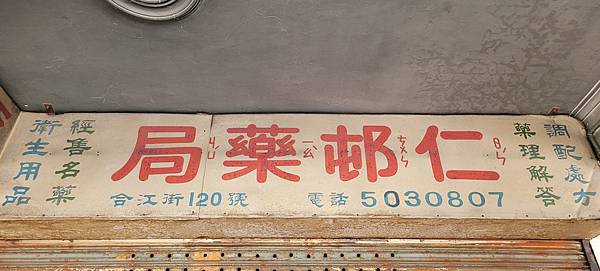 調配處方
藥理解答
仁邨藥局
經售名藥
衛生用品
合江街120號 電話 5030807